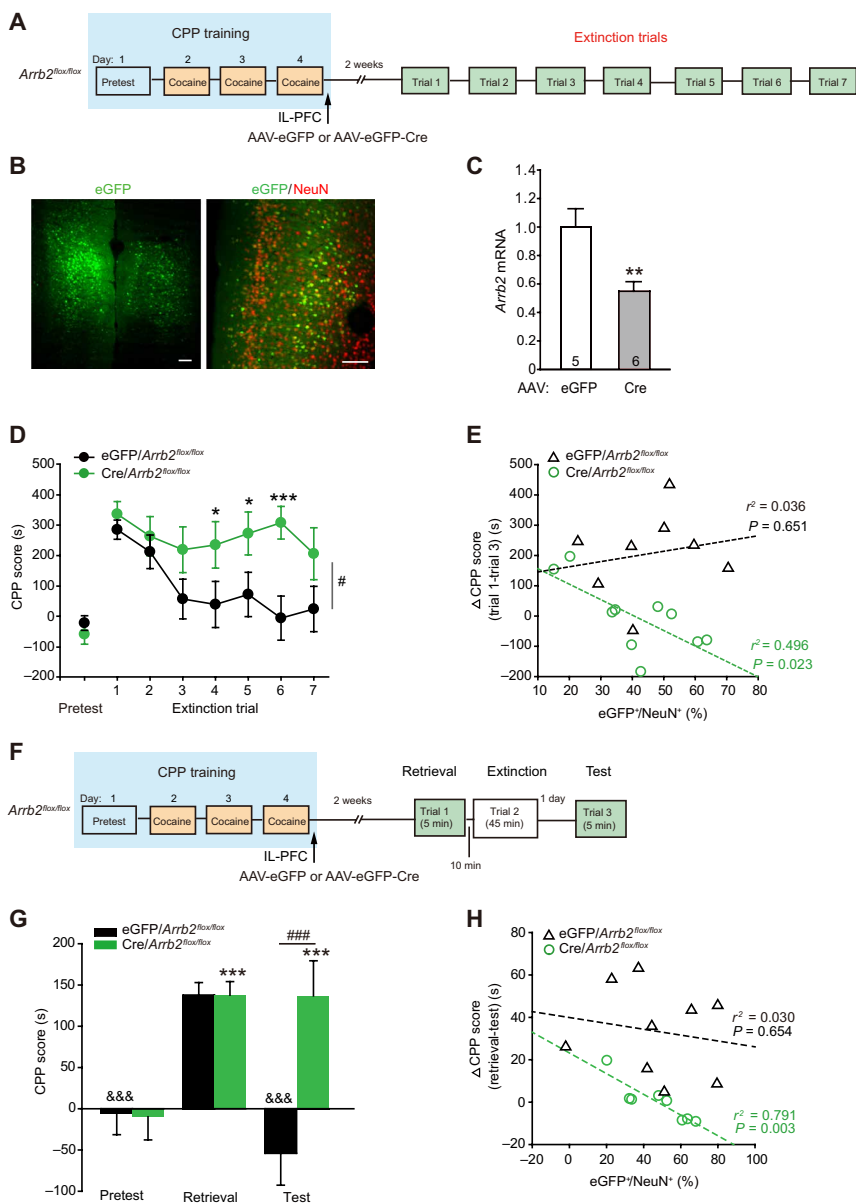 A
CPP training
Extinction trials
Day: 1 2 3 4
2 weeks
Arrb2flox/flox
Pretest Cocaine Cocaine Cocaine Trial 1 Trial 2 Trial 3 Trial 4 Trial 5 Trial 6 Trial 7
IL-PFC
AAV-eGFP or AAV-eGFP-Cre
B
eGFP
eGFP/NeuN
C
Arrb2 mRNA
1.4
1.2
1.0
0.8
0.6
0.4
0.2
0
**
5 6
AAV: eGFP Cre
D
eGFP/Arrb2flox/flox
Cre/Arrb2flox/flox
CPP score (s)
500
400
300
200
100
0
–100
–200
* * ***
#
1 2 3 4 5 6 7
Pretest Extinction trial
E
eGFP/Arrb2flox/flox
Cre/Arrb2flox/flox
△CPP score
(trial 1-trial 3) (s)
500
400
300
200
100
0
–100
–200
r2 = 0.036
P = 0.651
r2 = 0.496
P = 0.023
10 20 30 40 50 60 70 80
eGFP+/NeuN+ (%)
F
CPP training
Retrieval Extinction Test
Day: 1 2 3 4
2 weeks
1 day
Arrb2flox/flox
Pretest Cocaine Cocaine Cocaine
Trial 1
(5 min)
Trial 2
(45 min)
Trial 3
(5 min)
IL-PFC
10 min
AAV-eGFP or AAV-eGFP-Cre
G
eGFP/Arrb2flox/flox
Cre/Arrb2flox/flox
CPP score (s)
200
150
100
50
0
–50
–100
###
*** ***
&&& &&&
Pretest Retrieval Test
H
eGFP/Arrb2flox/flox
Cre/Arrb2flox/flox
△CPP score
(retrieval-test) (s)
80
60
40
20
0
–20
r2 = 0.030
P = 0.654
r2 = 0.791
P = 0.003
–20 0 20 40 60 80 100
eGFP+/NeuN+ (%)